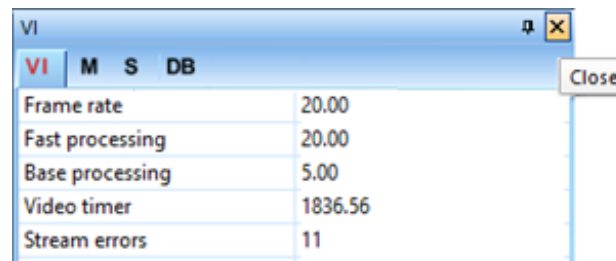 VI
VI M S DB
Close
Frame rate 20.00
Fast processing 20.00
Base processing 5.00
Video timer 1836.56
Stream errors 11